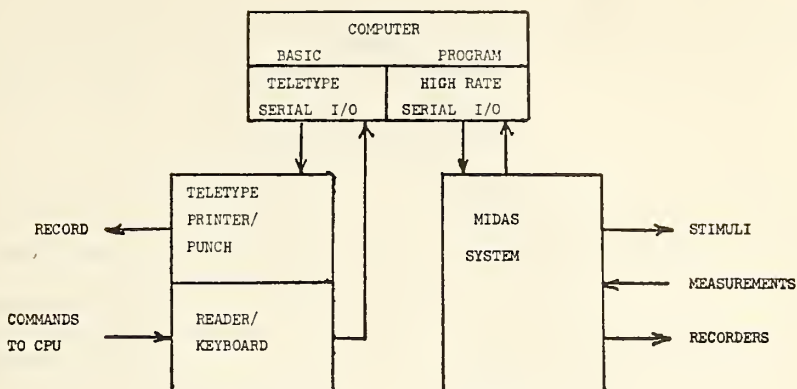 COMPUTER
BASIC PROGRAM
TELETYPE
SERIAL I/O
HIGH RATE
SERIAL I/O
TELETYPE
PRINTER/
PUNCH
RECORD
COMMANDS
TO CPU
READER/
KEYBOARD
MIDAS
SYSTEM
STIMULI
MEASUREMENTS
RECORDERS